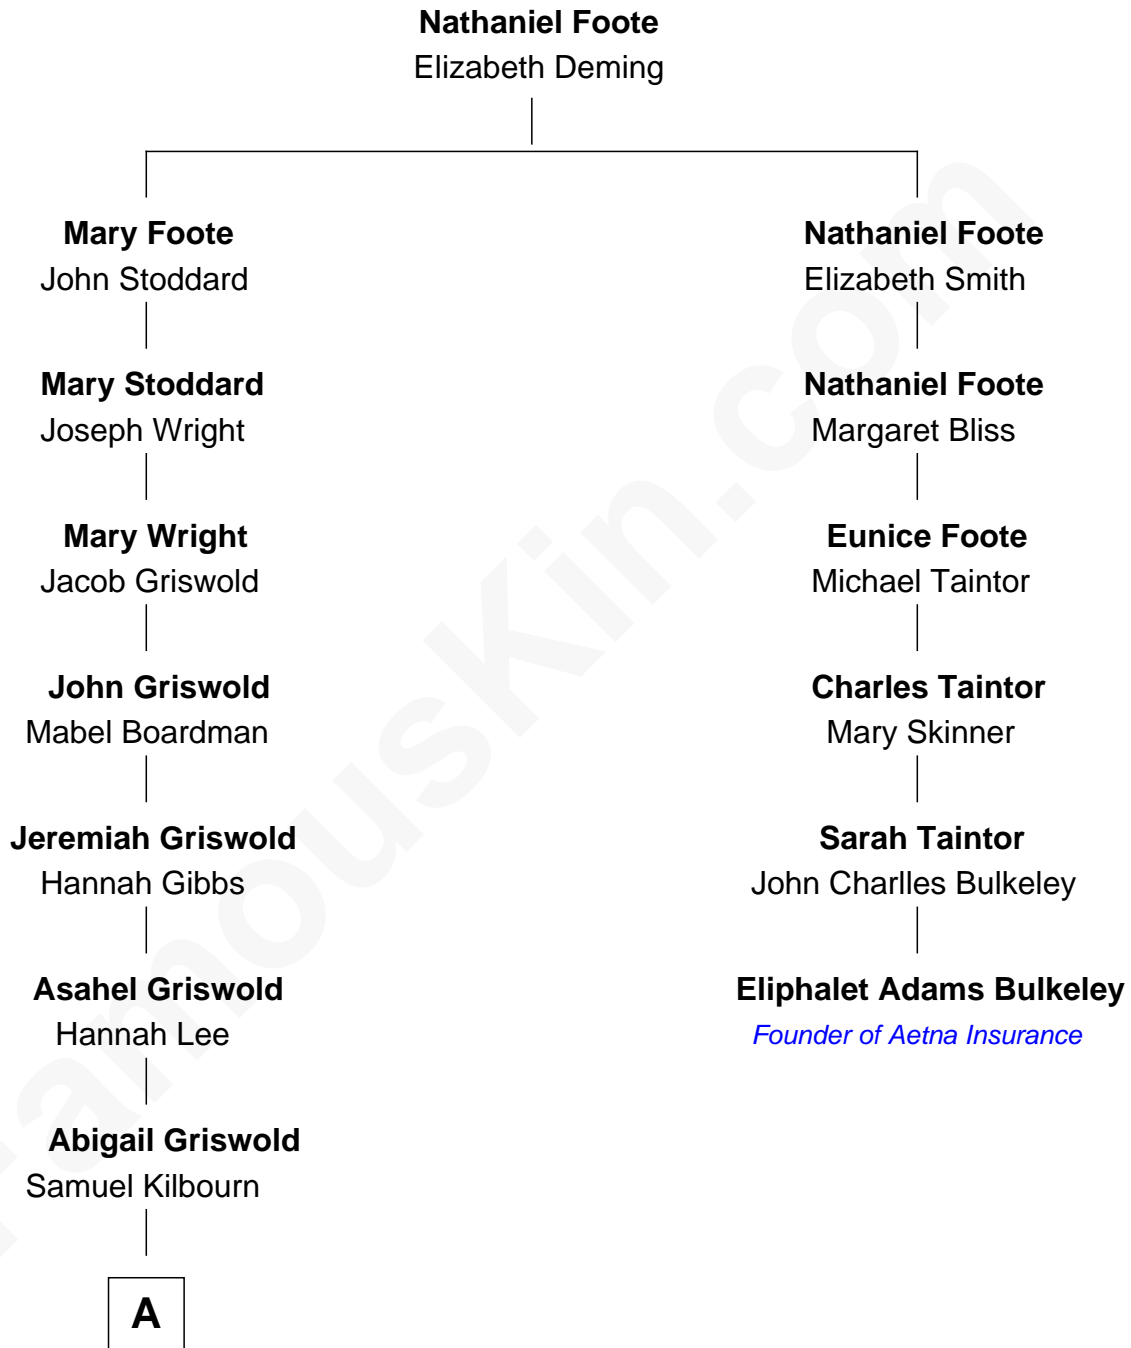 Nathaniel Foote
Elizabeth Deming
Mary Foote
John Stoddard
Nathaniel Foote
Elizabeth Smith
Mary Stoddard
Joseph Wright
Nathaniel Foote
Margaret Bliss
Mary Wright
Jacob Griswold
Eunice Foote
Michael Taintor
John Griswold
Mabel Boardman
Charles Taintor
Mary Skinner
Jeremiah Griswold
Hannah Gibbs
Sarah Taintor
John Charlles Bulkeley
Asahel Griswold
Hannah Lee
Eliphalet Adams Bulkeley
Founder of Aetna Insurance
Abigail Griswold
Samuel Kilbourn
A
FamousKin.com